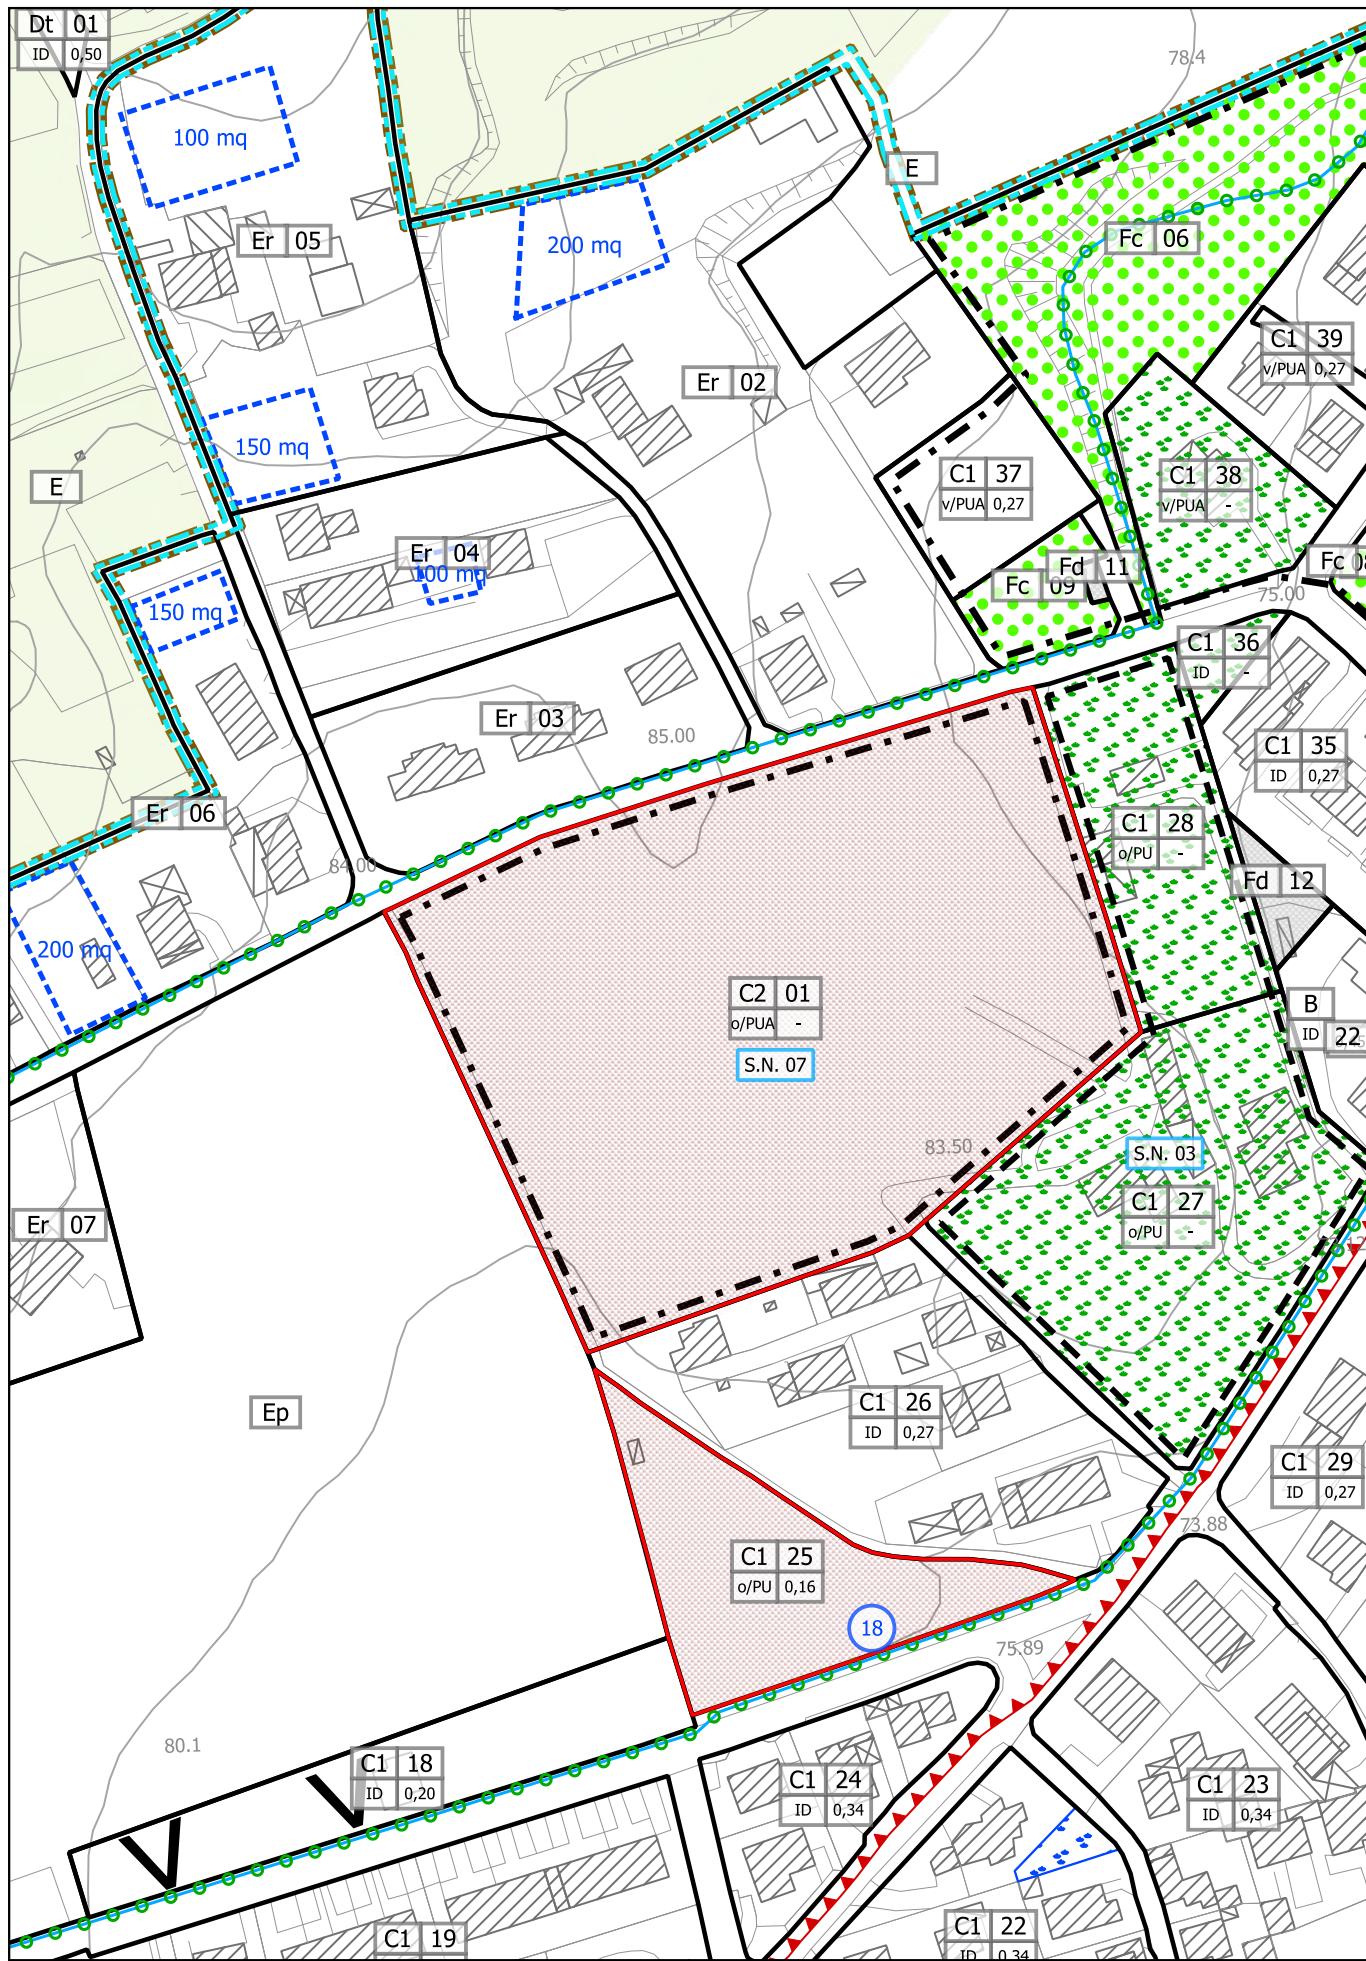 Dt 01
ID 0,50
78.4
100 mq
E
Er 05
200 mq
Fc 06
C1 39
v/PUA 0,27
Er 02
150 mq
C1 37
v/PUA 0,27
C1 38
v/PUA -
E
Er 04
100 mq
Fd 11
Fc 09
Fc 08
75.00
150 mq
C1 36
ID -
Er 03
85.00
C1 35
ID 0,27
Er 06
C1 28
o/PU -
84.00
Fd 12
200 mq
C2 01
o/PUA -
S.N. 07
B
ID 22
83.50
S.N. 03
C1 27
o/PU -
Er 07
Ep
C1 26
ID 0,27
C1 29
ID 0,27
73.88
C1 25
o/PU 0,16
18
75.89
80.1
C1 18
ID 0,20
C1 24
ID 0,34
C1 23
ID 0,34
V V
C1 19
C1 22
ID 0,34